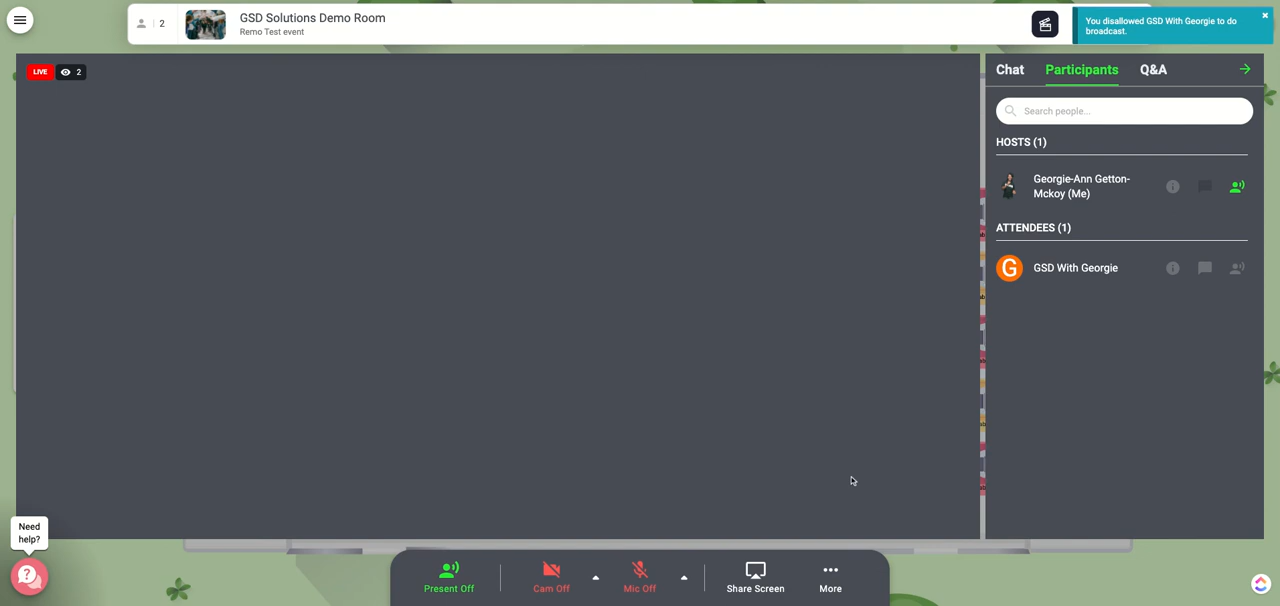 2
GSD Solutions Demo Room
Remo Test event
You disallowed GSD With Georgie to do
broadcast.
LIVE
2
Chat
Participants
Q&A
Search people...
HOSTS (1)
Georgie-Ann Getton-
Mckoy (Me)
ATTENDEES (1)
G
GSD With Georgie
Need
help?
Present Off
Cam Off
Mic Off
Share Screen
More